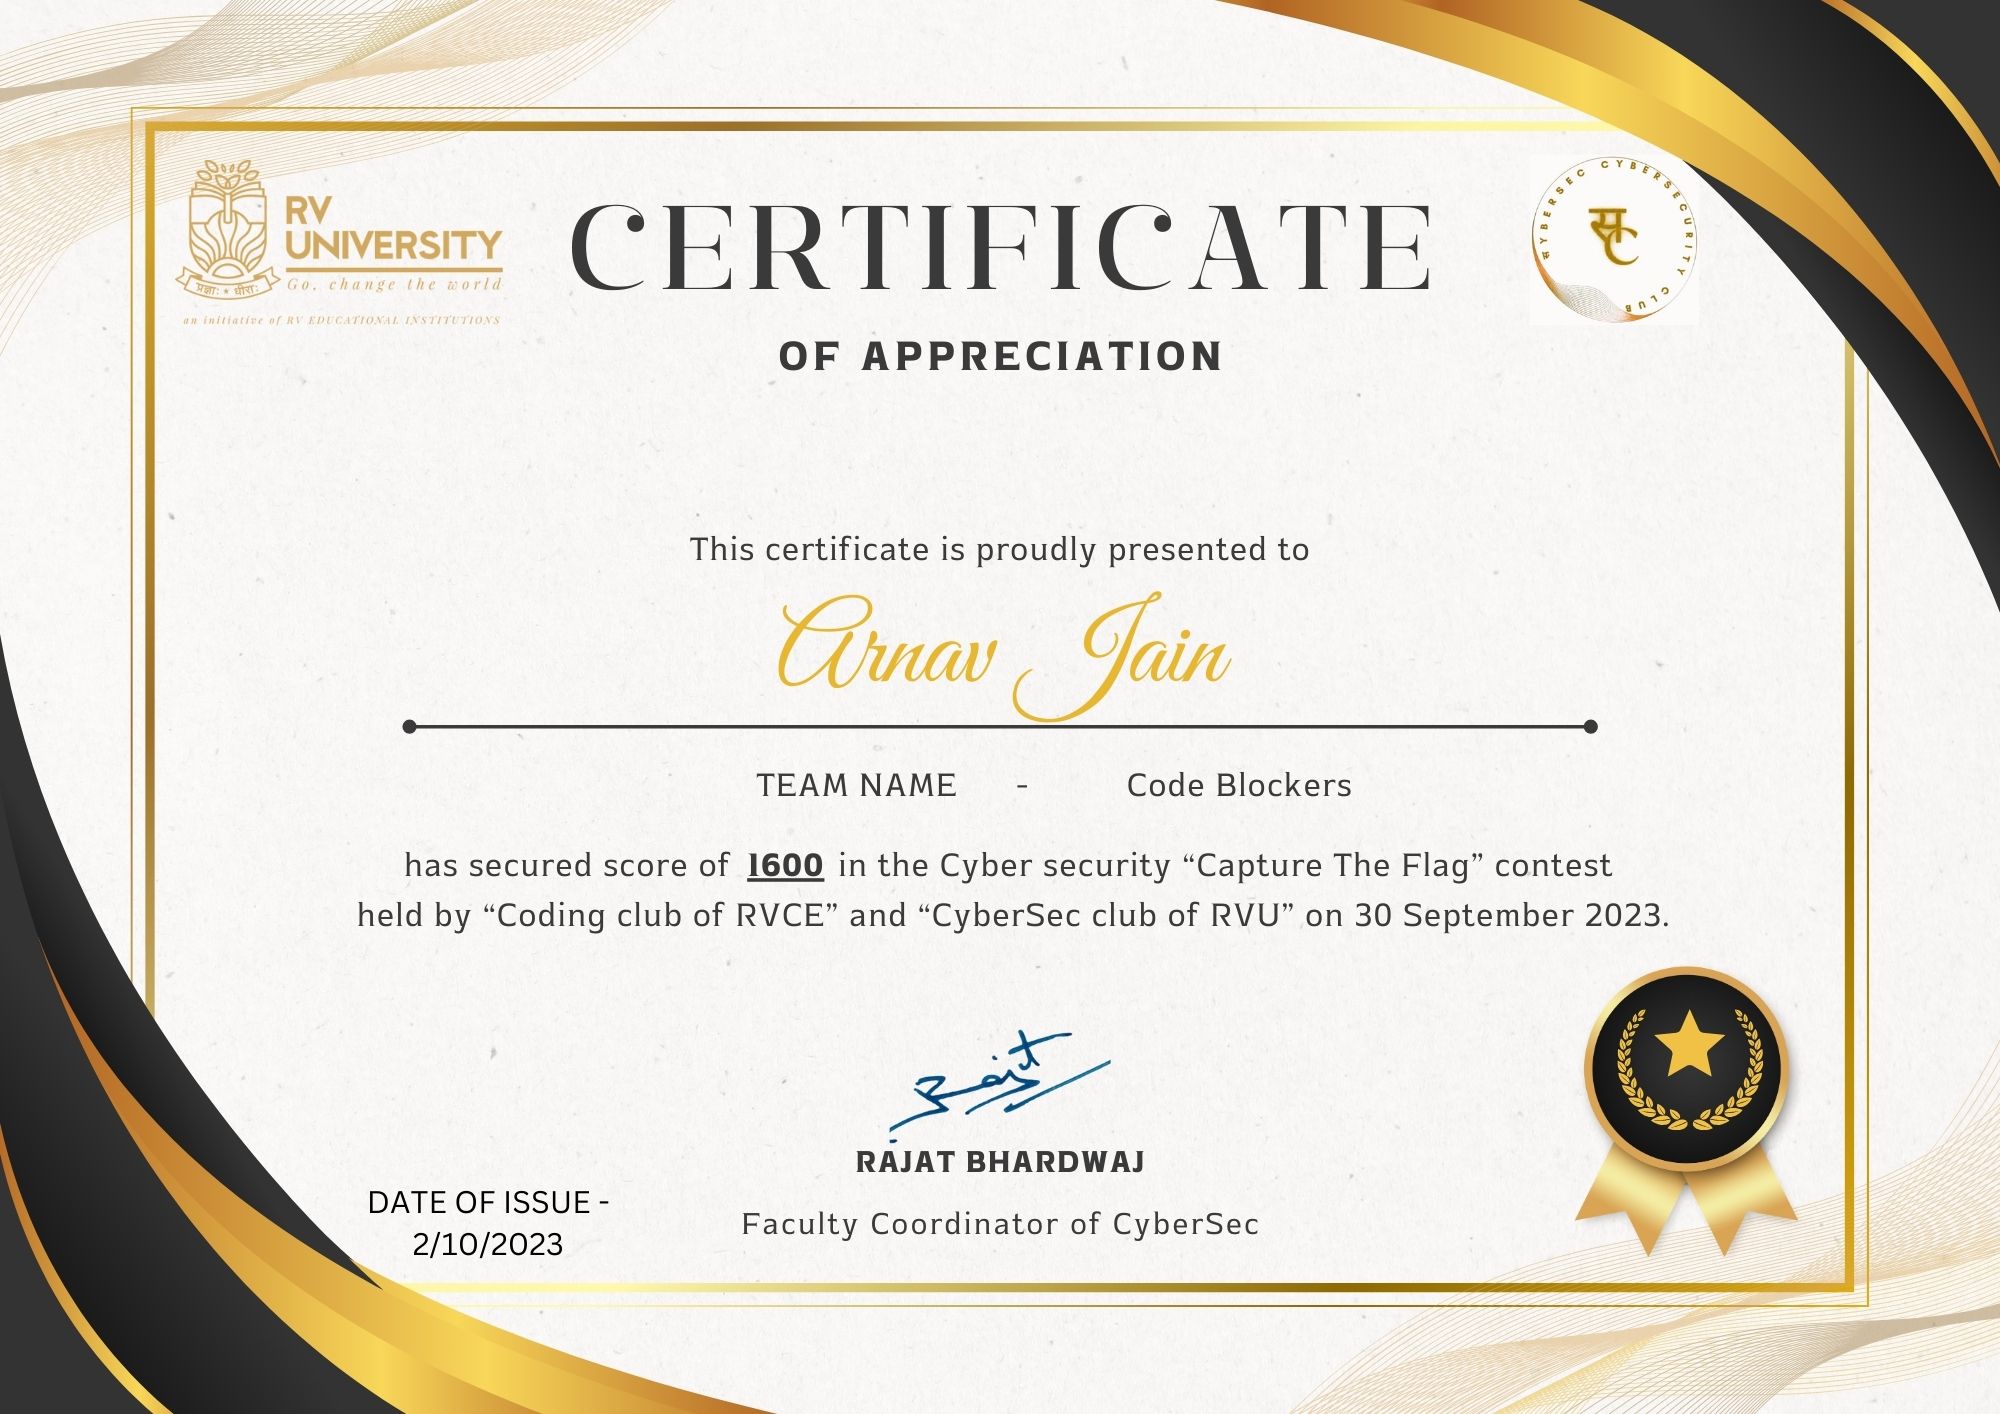 RV
UNIVERSITY
Go, change the world
प्रज्ञाः ★ धीराः
an initiative of RV EDUCATIONAL INSTITUTIONS
CERTIFICATE
OF APPRECIATION
CYBERSEC CYBERSECURITY CLUB
This certificate is proudly presented to
Arnav Jain
TEAM NAME - Code Blockers
has secured score of 1600 in the Cyber security “Capture The Flag” contest
held by “Coding club of RVCE” and “CyberSec club of RVU” on 30 September 2023.
Rajat
RAJAT BHARDWAJ
Faculty Coordinator of CyberSec
DATE OF ISSUE -
2/10/2023